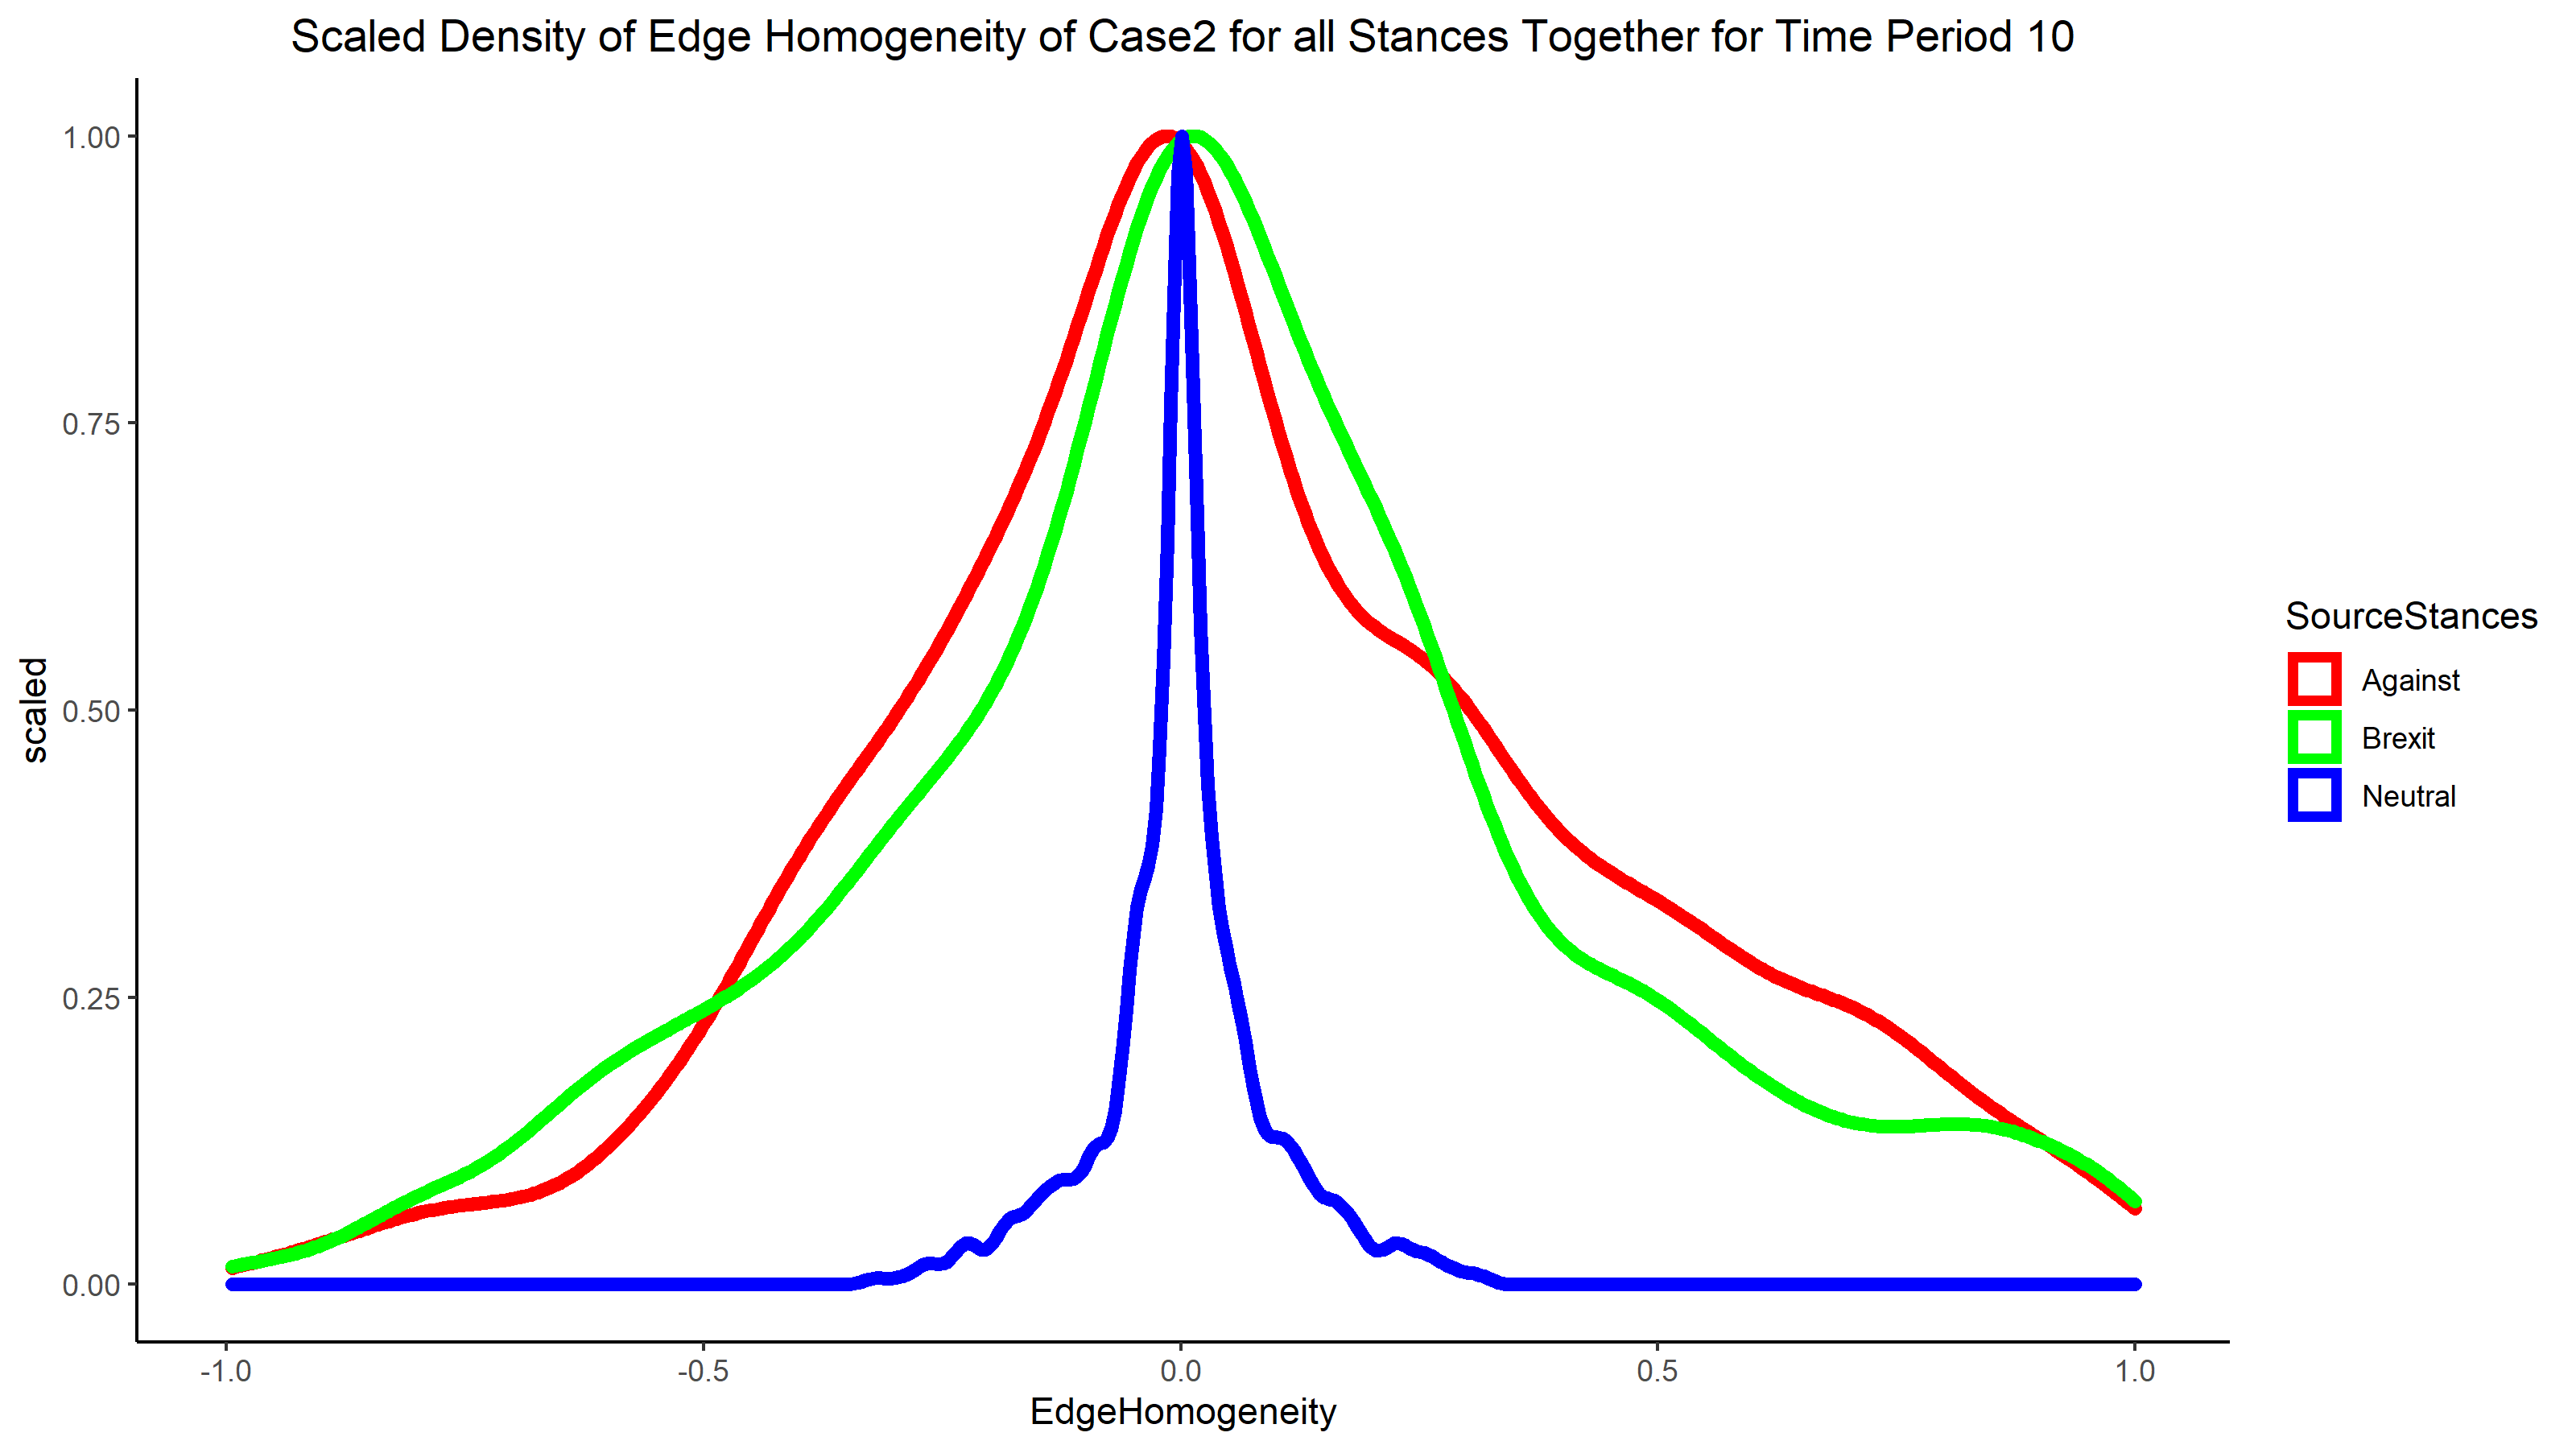 Scaled Density of Edge Homogeneity of Case2 for all Stances Together for Time Period 10
1.00
0.75
0.50
0.25
0.00
scaled
-1.0
-0.5
0.0
0.5
1.0
EdgeHomogeneity
SourceStances
Against
Brexit
Neutral